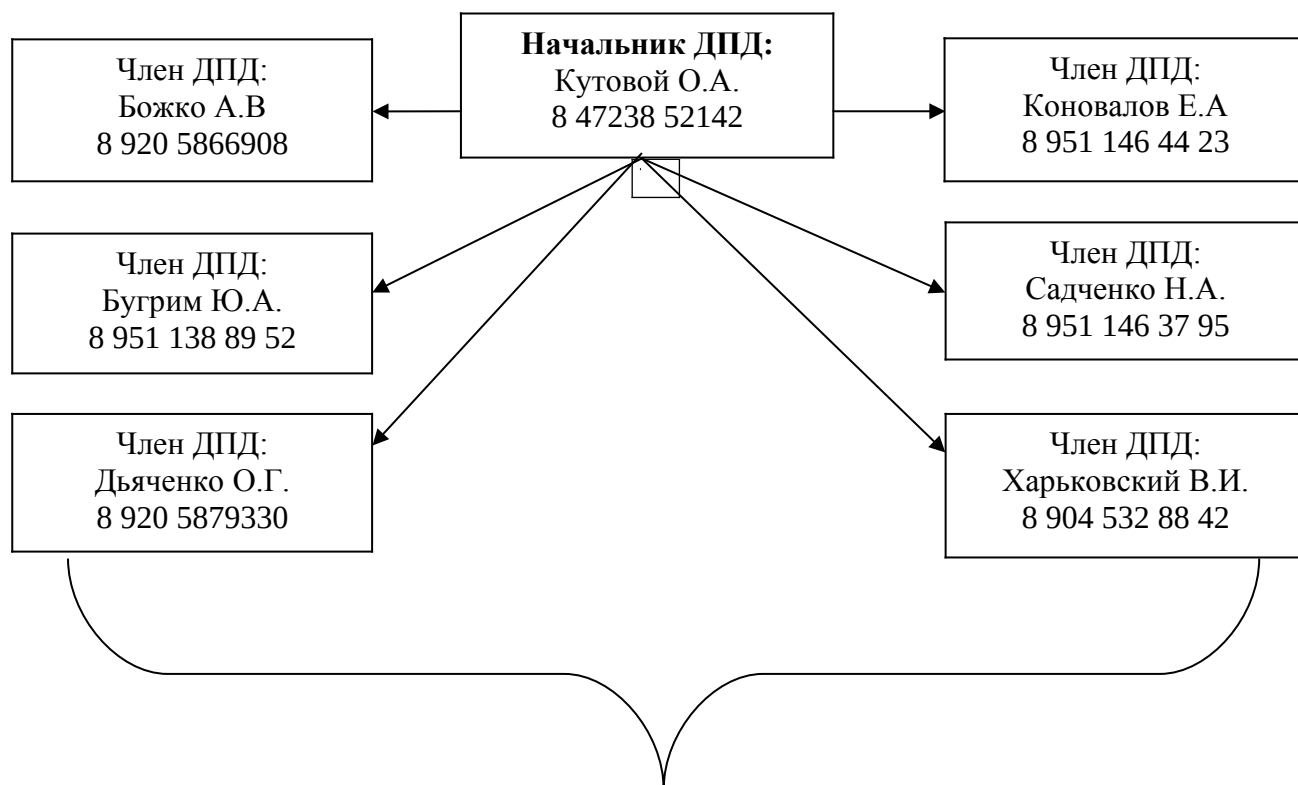 Начальник ДПД:
Кутовой О.А.
8 47238 52142
Член ДПД:
Божко А.В
8 920 5866908
Член ДПД:
Коновалов Е.А
8 951 146 44 23
Член ДПД:
Бугрим Ю.А.
8 951 138 89 52
Член ДПД:
Садченко Н.А.
8 951 146 37 95
Член ДПД:
Дьяченко О.Г.
8 920 5879330
Член ДПД:
Харьковский В.И.
8 904 532 88 42